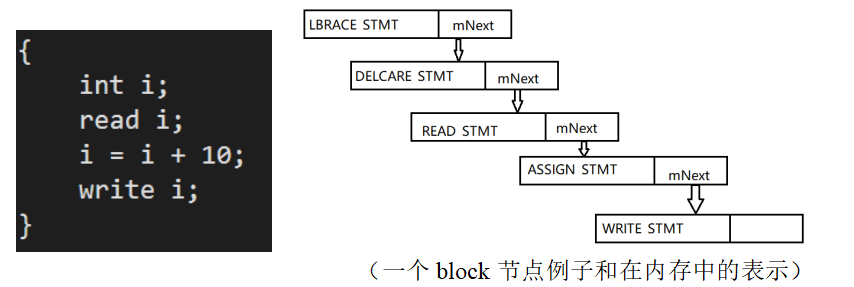 {
int i;
read i;
i = i + 10;
write i;
}
LBRACE STMT mNext
DELCARE STMT mNext
READ STMT mNext
ASSIGN STMT mNext
WRITE STMT
（一个 block 节点例子和在内存中的表示）